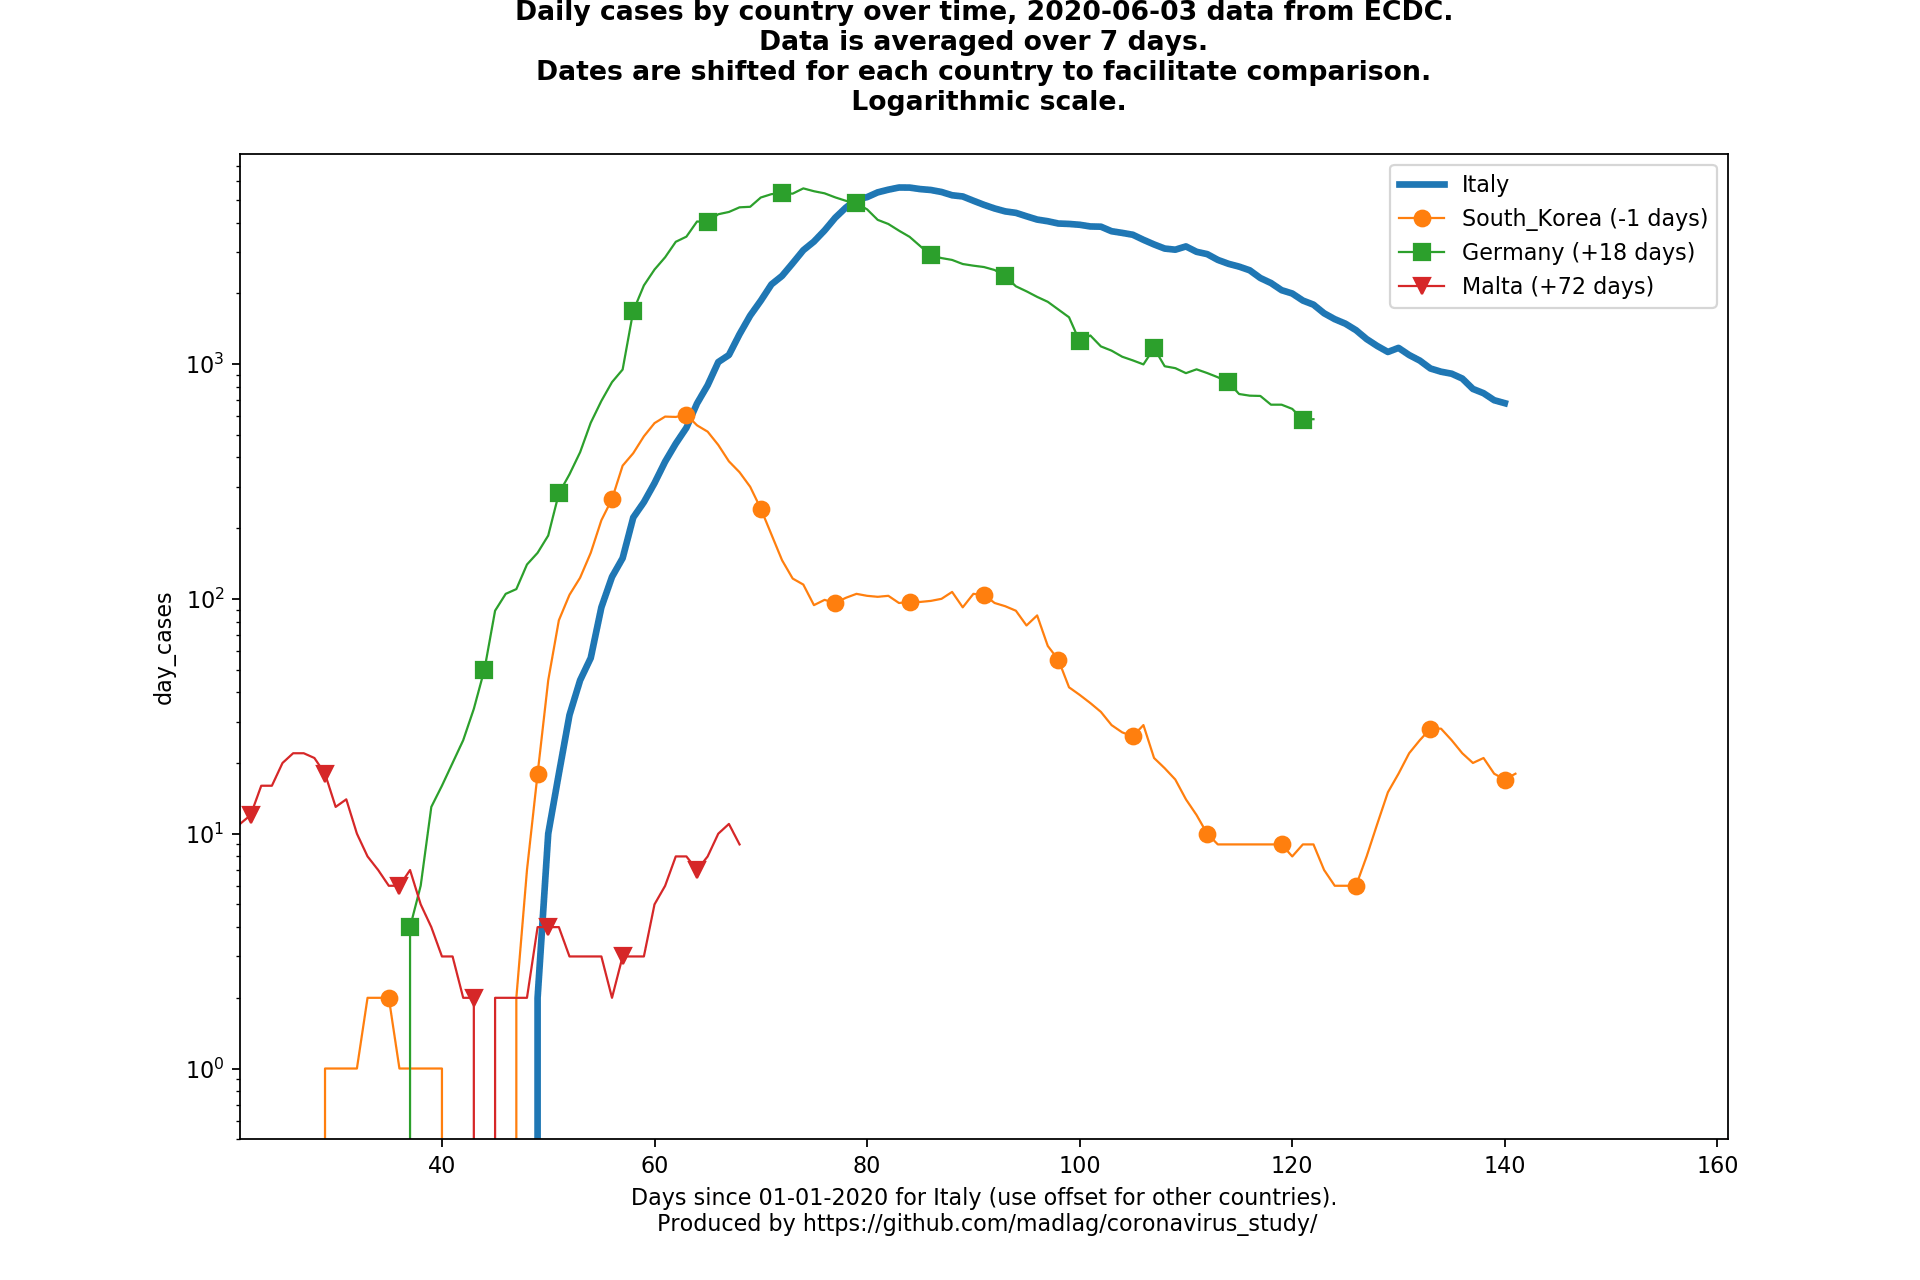 Daily cases by country over time, 2020-06-03 data from ECDC.
Data is averaged over 7 days.
Dates are shifted for each country to facilitate comparison.
Logarithmic scale.
Italy
South_Korea (-1 days)
Germany (+18 days)
Malta (+72 days)
day_cases
10³
10²
10¹
10⁰
40 60 80 100 120 140 160
Days since 01-01-2020 for Italy (use offset for other countries).
Produced by https://github.com/madlag/coronavirus_study/